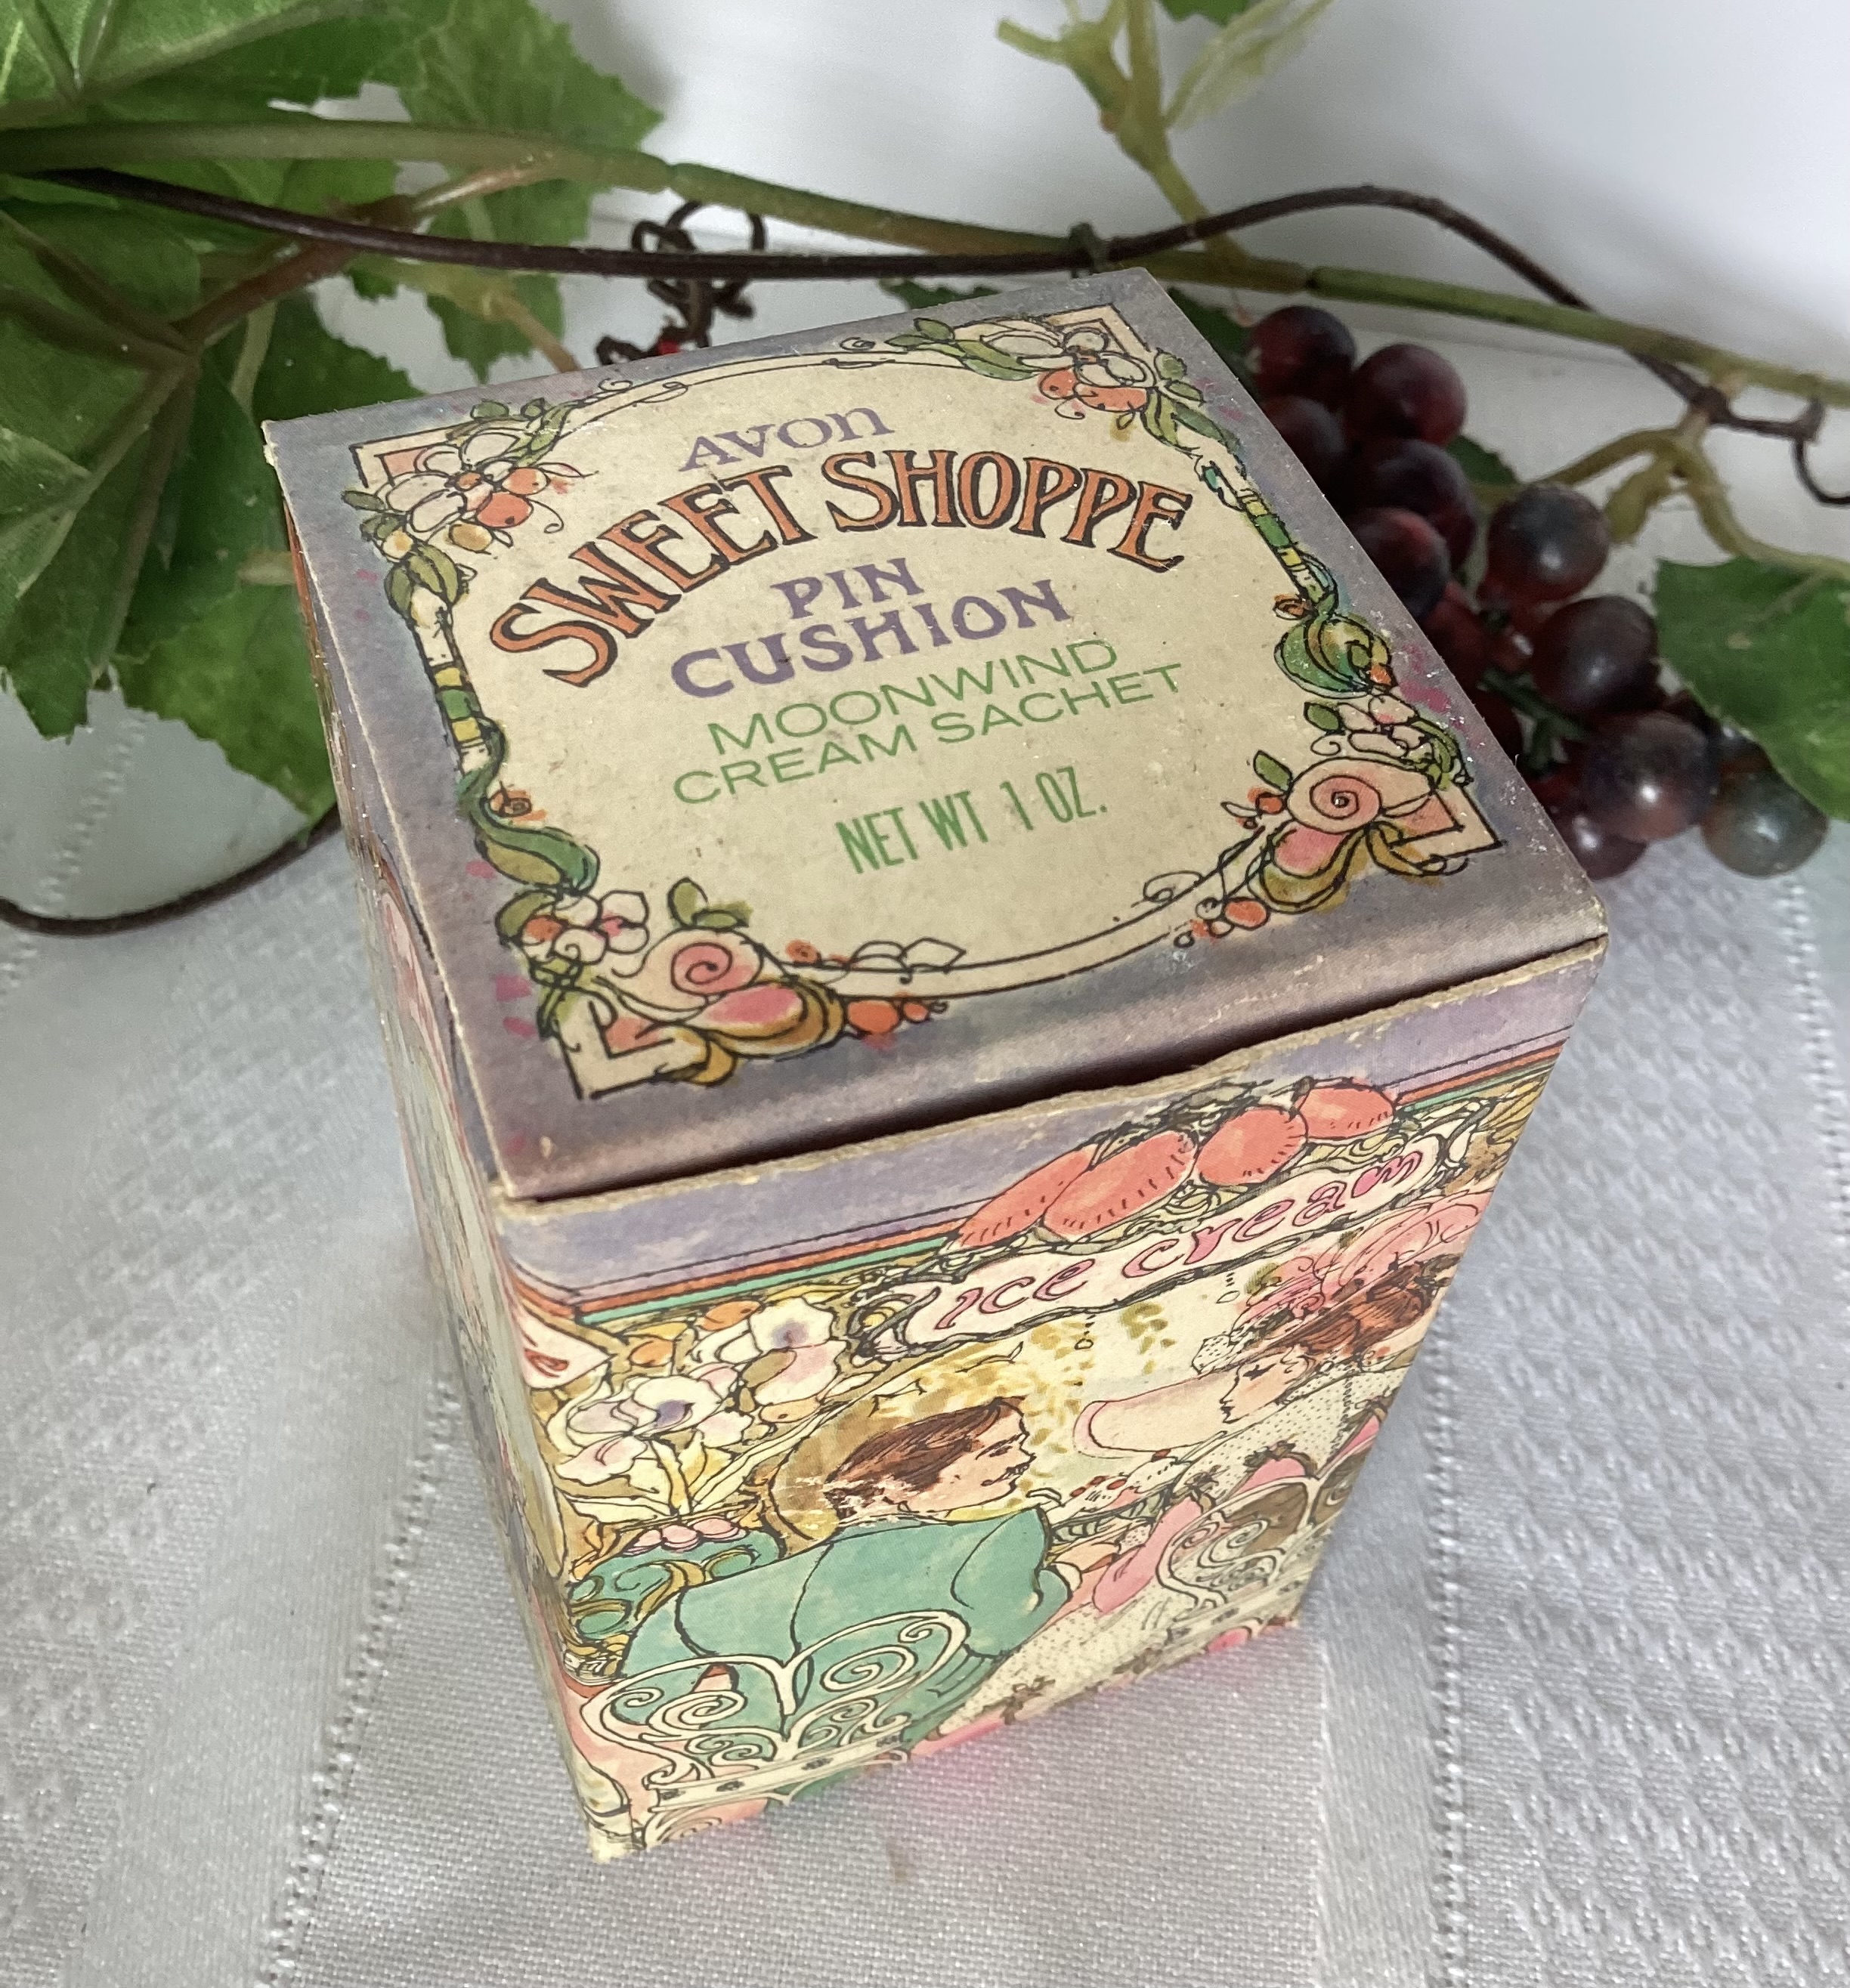 AVON
SWEET SHOPPE
PIN
CUSHION
MOONWIND
CREAM SACHET
NET WT 1 OZ.
ice cream